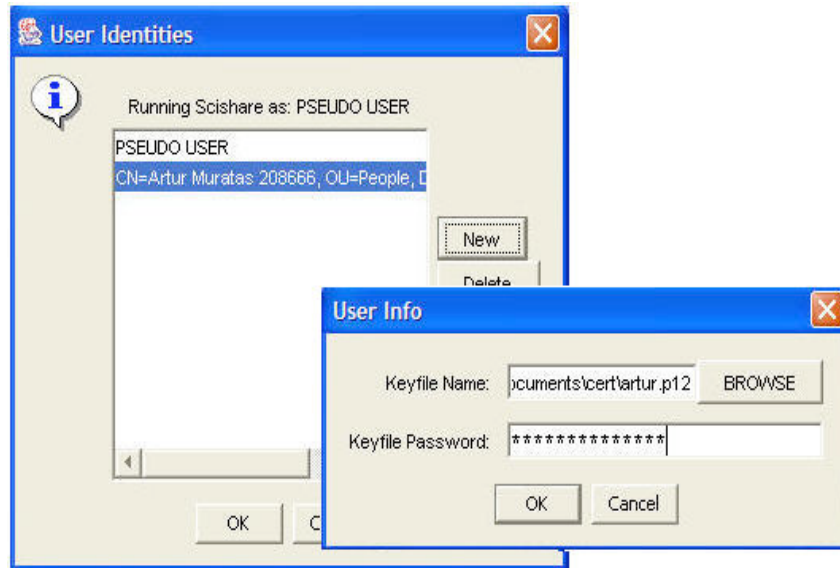 User Identities
Running Scishare as: PSEUDO USER
PSEUDO USER
CN=Artur Muratas 208666, OU=People, D
New
Delete
OK
C
User Info
Keyfile Name:
ocuments\cert\artur.p12
BROWSE
Keyfile Password:
**************
OK
Cancel